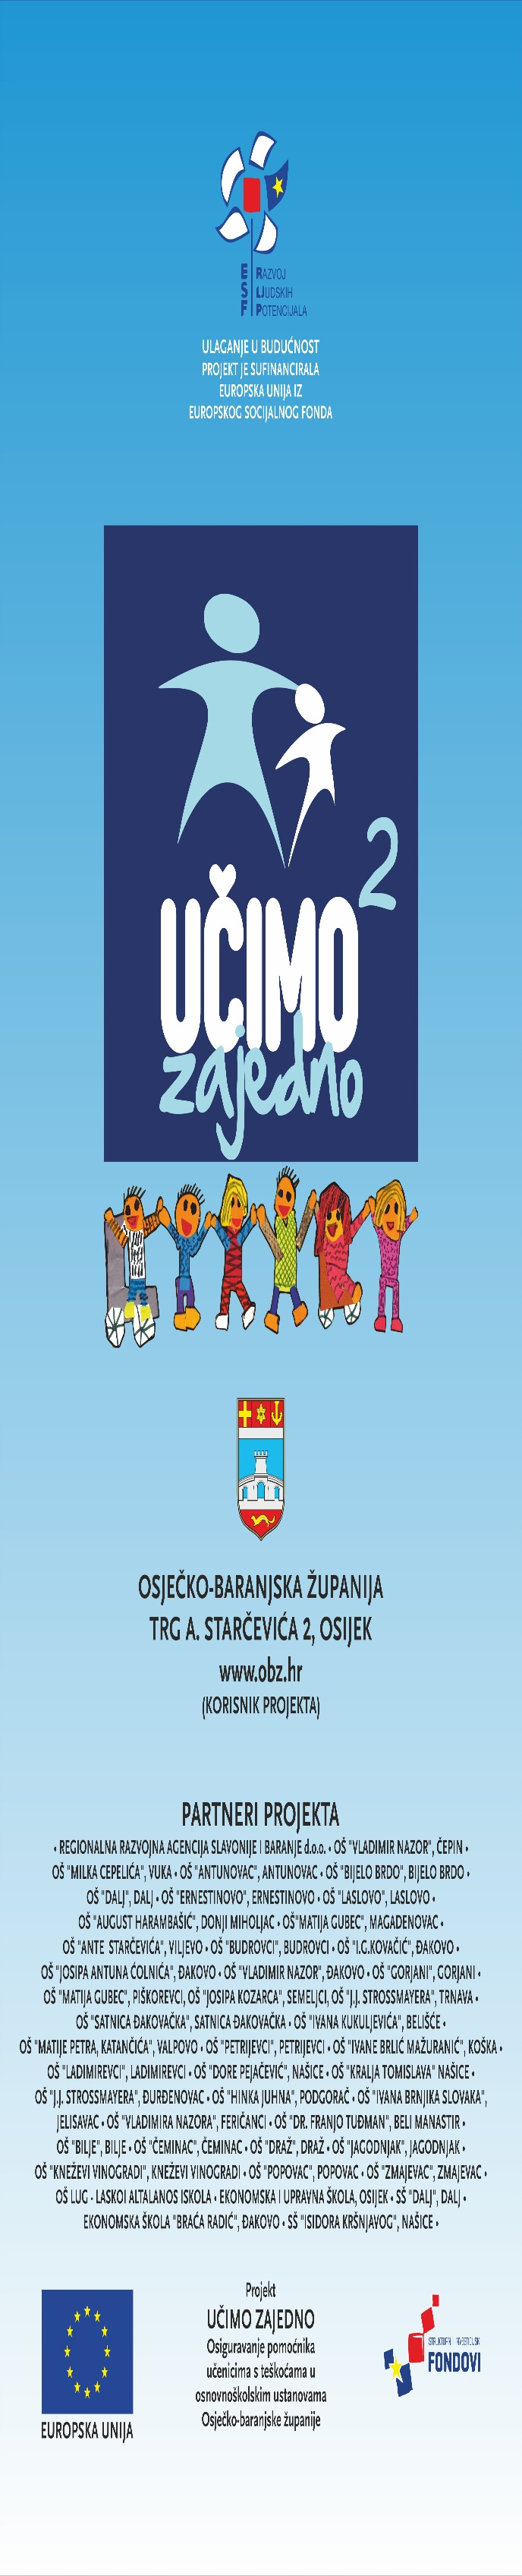 E RAZVOJ
S LJUDSKIH
F POTENCIJALA
ULAGANJE U BUDUĆNOST
PROJEKT JE SUFINANCIRALA
EUROPSKA UNIJA IZ
EUROPSKOG SOCIJALNOG FONDA
2
UČIMO
zajedno
OSJEČKO-BARANJSKA ŽUPANIJA
TRG A. STARČEVIĆA 2, OSIJEK
www.obz.hr
(KORISNIK PROJEKTA)
PARTNERI PROJEKTA
• REGIONALNA RAZVOJNA AGENCIJA SLAVONIJE I BARANJE d.o.o. • OŠ "VLADIMIR NAZOR", ČEPIN •
OŠ "MILKA CEPELIĆA", VUKA • OŠ "ANTUNOVAC", ANTUNOVAC • OŠ "BIJELO BRDO", BIJELO BRDO •
OŠ "DALJ", DALJ • OŠ "ERNESTINOVO", ERNESTINOVO • OŠ "LASLOVO", LASLOVO •
OŠ "AUGUST HARAMBAŠIĆ", DONJI MIHOLJAC • OŠ"MATIJA GUBEC", MAGADENOVAC •
OŠ "ANTE STARČEVIĆA", VILJEVO • OŠ "BUDROVCI", BUDROVCI • OŠ "I.G.KOVAČIĆ", ĐAKOVO •
OŠ "JOSIPA ANTUNA ĆOLNIĆA", ĐAKOVO • OŠ "VLADIMIR NAZOR", ĐAKOVO • OŠ "GORJANI", GORJANI •
OŠ "MATIJA GUBEC", PIŠKOREVCI, OŠ "JOSIPA KOZARCA", SEMELJCI, OŠ "J.J. STROSSMAYERA", TRNAVA •
OŠ "SATNICA ĐAKOVAČKA", SATNICA ĐAKOVAČKA • OŠ "IVANA KUKULJEVIĆA", BELIŠĆE •
OŠ "MATIJE PETRA, KATANČIĆA", VALPOVO • OŠ "PETRIJEVCI", PETRIJEVCI • OŠ "IVANE BRLIĆ MAŽURANIĆ", KOŠKA •
OŠ "LADIMIREVCI", LADIMIREVCI • OŠ "DORE PEJAČEVIĆ", NAŠICE • OŠ "KRALJA TOMISLAVA" NAŠICE •
OŠ "J.J. STROSSMAYERA", ĐURĐENOVAC • OŠ "HINKA JUHNA", PODGORAČ • OŠ "IVANA BRNJIKA SLOVAKA",
JELISAVAC • OŠ "VLADIMIRA NAZORA", FERIČANCI • OŠ "DR. FRANJO TUĐMAN", BELI MANASTIR •
OŠ "BILJE", BILJE • OŠ "ČEMINAC", ČEMINAC • OŠ "DRAŽ", DRAŽ • OŠ "JAGODNJAK", JAGODNJAK •
OŠ "KNEŽEVI VINOGRADI", KNEŽEVI VINOGRADI • OŠ "POPOVAC", POPOVAC • OŠ "ZMAJEVAC", ZMAJEVAC •
OŠ LUG - LASKOI ALTALANOS ISKOLA • EKONOMSKA I UPRAVNA ŠKOLA, OSIJEK • SŠ "DALJ", DALJ •
EKONOMSKA ŠKOLA "BRAĆA RADIĆ", ĐAKOVO • SŠ "ISIDORA KRŠNJAVOG", NAŠICE •
EUROPSKA UNIJA
Projekt
UČIMO ZAJEDNO
Osiguravanje pomoćnika
učenicima s teškoćama u
osnovnoškolskim ustanovama
Osječko-baranjske županije
FONDOVI